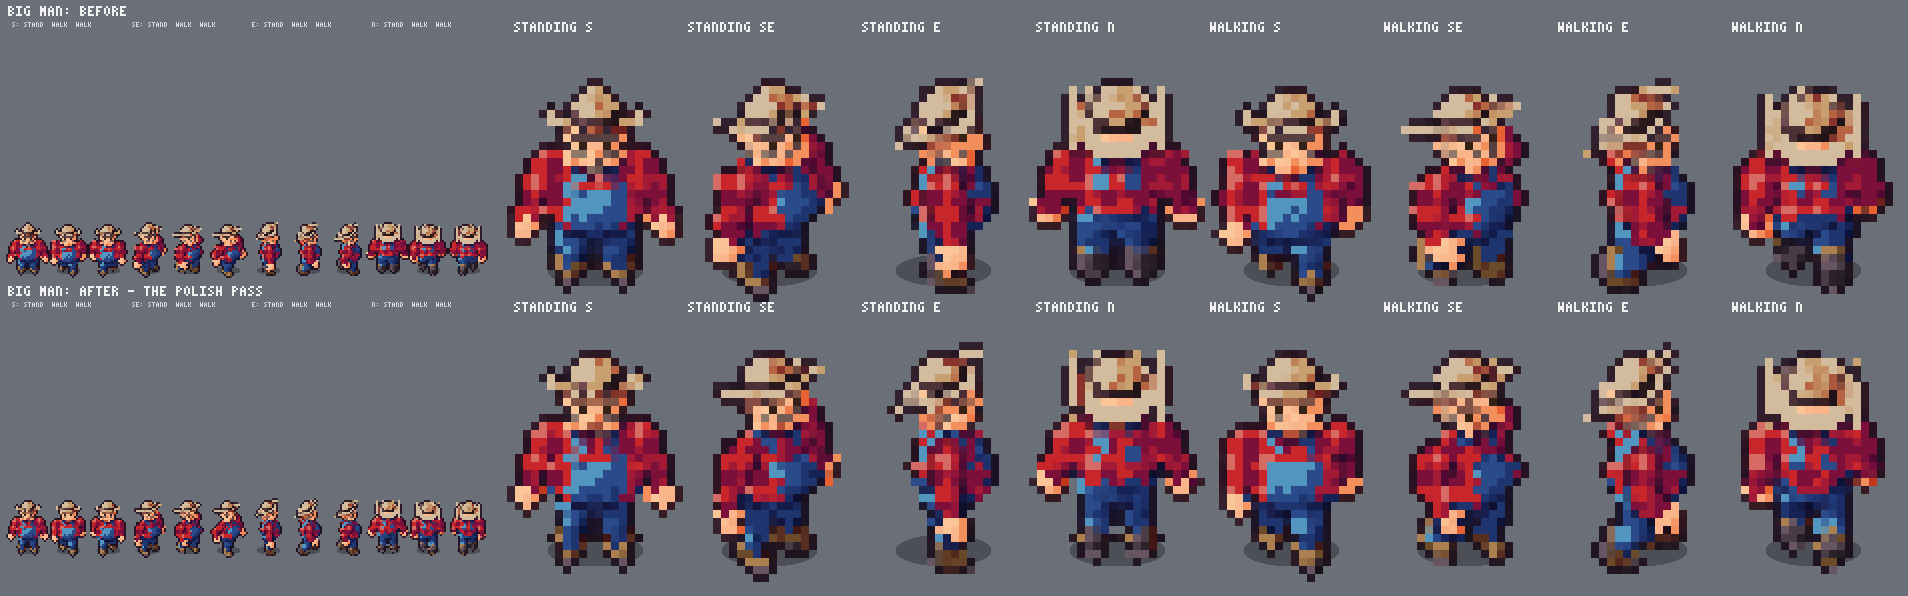 BIG MAN: BEFORE
S: STAND WALK WALK SE: STAND WALK WALK E: STAND WALK WALK N: STAND WALK WALK
STANDING S STANDING SE STANDING E STANDING N WALKING S WALKING SE WALKING E WALKING N
BIG MAN: AFTER - THE POLISH PASS
S: STAND WALK WALK SE: STAND WALK WALK E: STAND WALK WALK N: STAND WALK WALK
STANDING S STANDING SE STANDING E STANDING N WALKING S WALKING SE WALKING E WALKING N